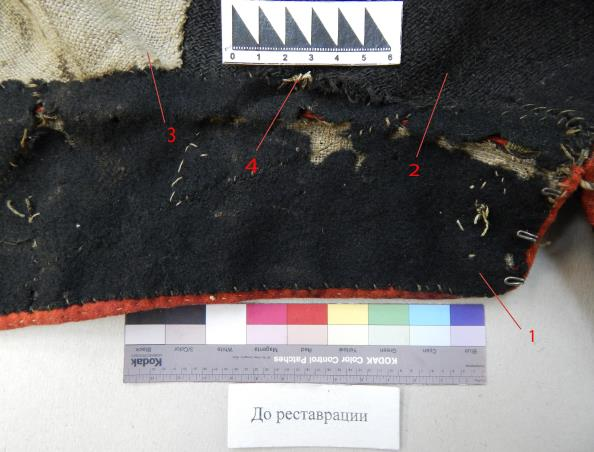 0 1 2 3 4 5 6
3
4
2
1
Black 3/Color White Magenta Red Yellow Green Cyan Blue
Kodak KODAK Color Control Patches
До реставрации